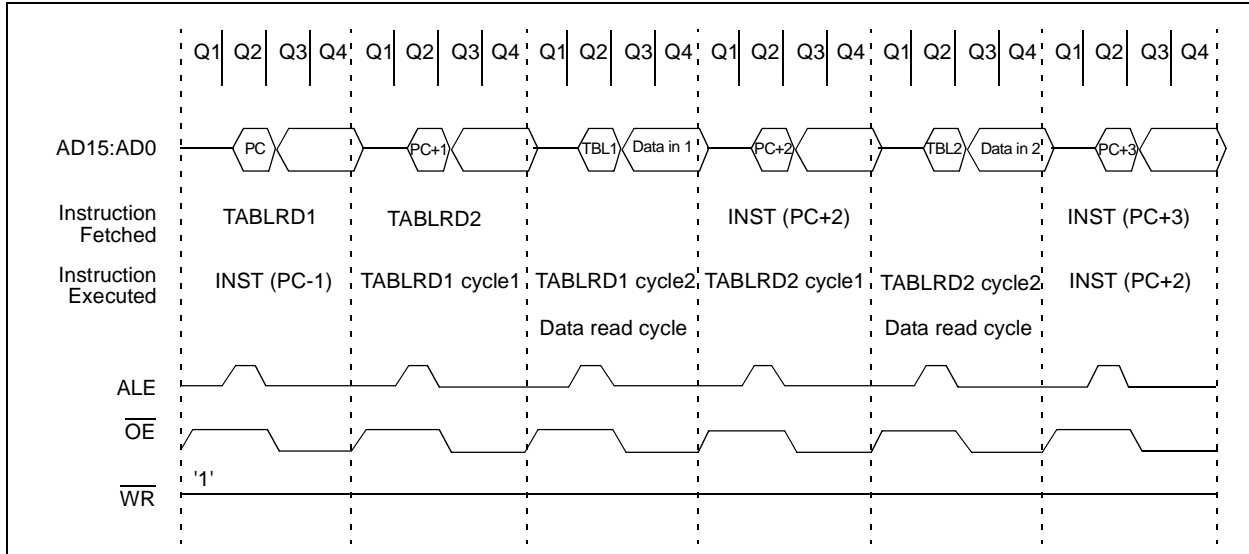 Q1 Q2 Q3 Q4 Q1 Q2 Q3 Q4 Q1 Q2 Q3 Q4 Q1 Q2 Q3 Q4 Q1 Q2 Q3 Q4 Q1 Q2 Q3 Q4
AD15:AD0 PC PC+1 TBL1 Data in 1 PC+2 TBL2 Data in 2 PC+3
Instruction
Fetched
TABLRD1 TABLRD2 INST (PC+2) INST (PC+3)
Instruction
Executed
INST (PC-1) TABLRD1 cycle1 TABLRD1 cycle2 TABLRD2 cycle1 TABLRD2 cycle2 INST (PC+2)
Data read cycle Data read cycle
ALE
OE
'1'
WR